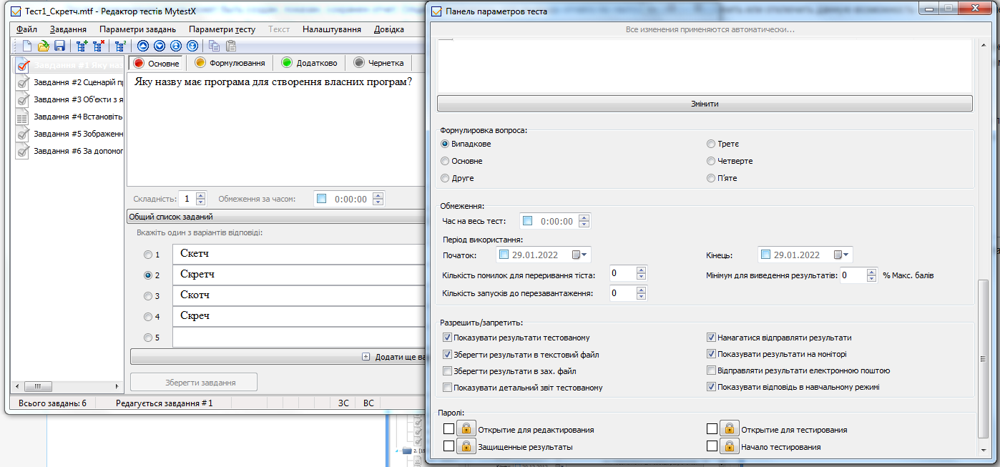 Тест1_Скретч.mtf - Редактор тестів MytestX
Файл Завдання Параметри завдань Параметри тесту Текст Налаштування Довідка
Завдання #1 Яку наз
Завдання #2 Сценарій п
Завдання #3 Об'єкти з я
Завдання #4 Встановіть
Завдання #5 Зображенн
Завдання #6 За допомог
Основне Формулювання Додатково Чернетка
Яку назву має програма для створення власних програм?
Складність: 1 Обмеження за часом: 0:00:00
Общий список заданий
Вкажіть один з варіантів відповіді:
1 Скетч
2 Скретч
3 Скотч
4 Скреч
5
Додати ще ва
Зберегти завдання
Всього завдань: 6 Редагується завдання #1 ЗС ВС
Панель параметров теста
Все изменения применяются автоматически...
Змінити
Формулировка вопроса:
Випадкове Третє
Основне Четверте
Друге П'яте
Обмеження:
Час на весь тест: 0:00:00
Період використання:
Початок: 29.01.2022 Кінець: 29.01.2022
Кількість помилок для переривання тіста: 0 Мінімум для виведення результатів: 0 % Макс. балів
Кількість запусків до перезавантаження: 0
Разрешить/запретить:
Показувати результати тестованому Намагатися відправляти результати
Зберегти результати в текстовий файл Показувати результати на моніторі
Зберегти результати в зах. файл Відправляти результати електронною поштою
Показувати детальний звіт тестованому Показувати відповідь в навчальному режимі
Паролі:
Открытие для редактирования Открытие для тестирования
Защищенные результаты Начало тестирования